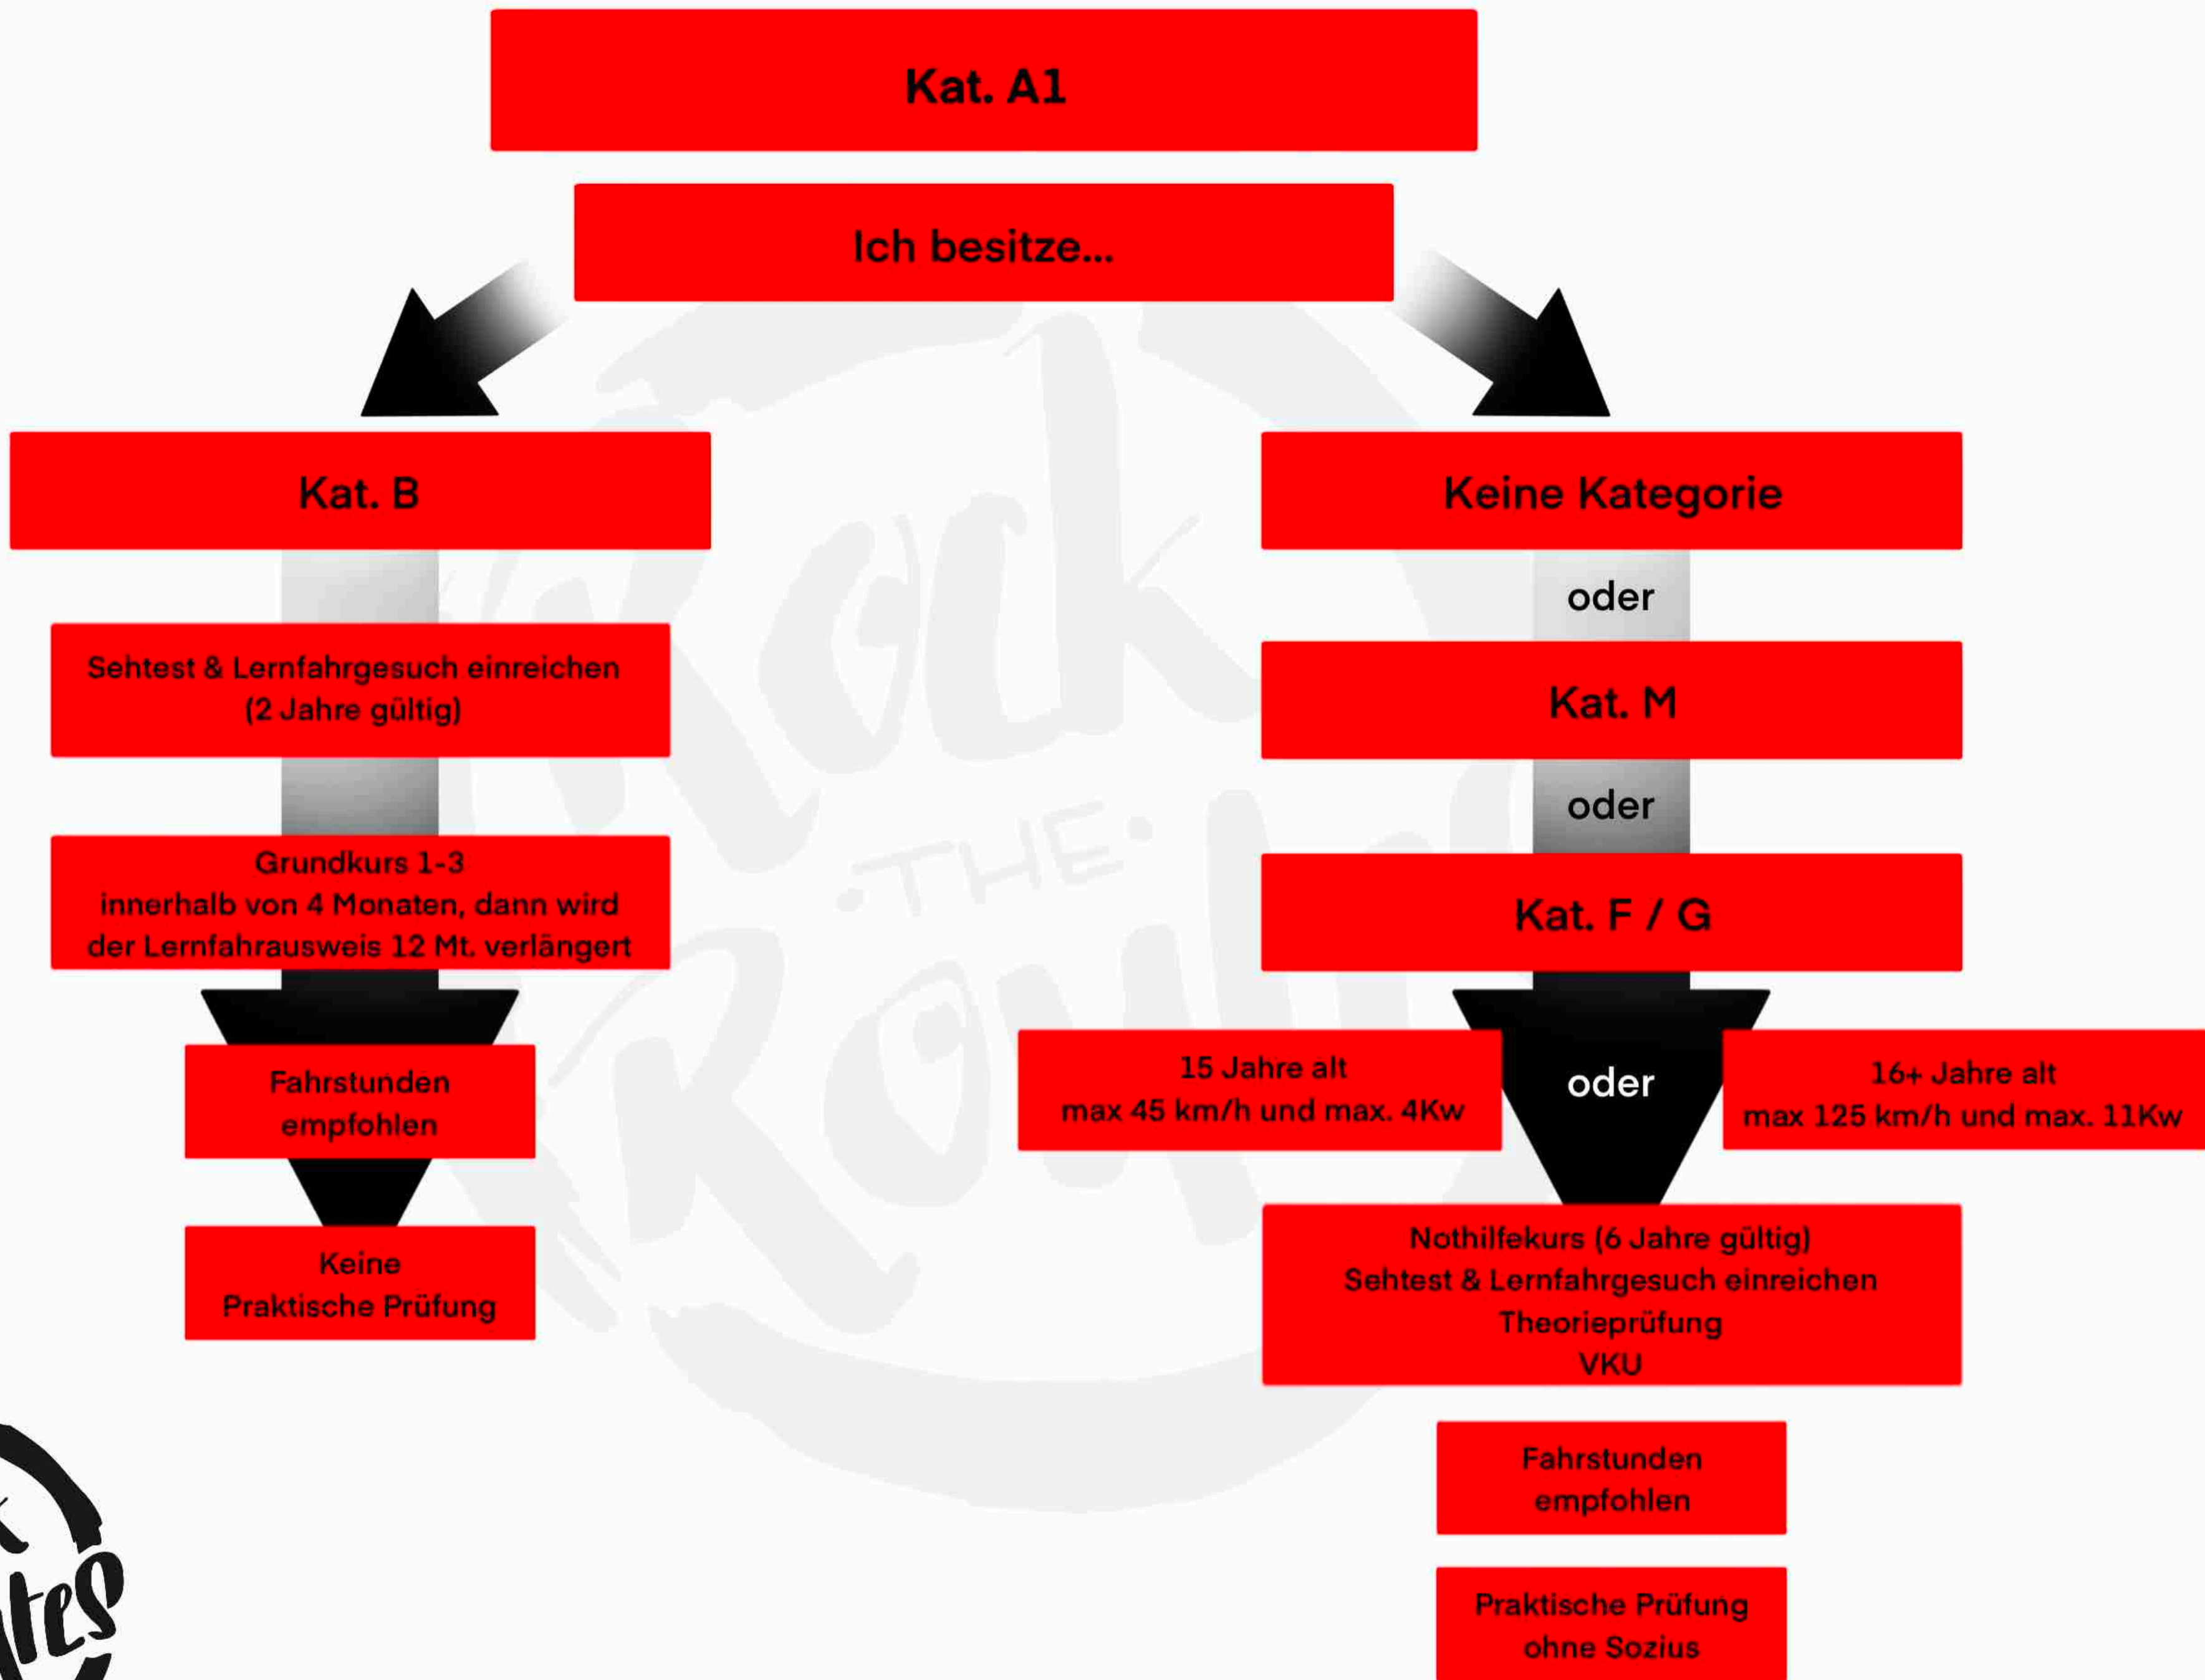 Kat. A1
Ich besitze...
Kat. B
Sehtest & Lernfahrgesuch einreichen
(2 Jahre gültig)
Grundkurs 1-3
innerhalb von 4 Monaten, dann wird
der Lernfahrausweis 12 Mt. verlängert
Fahrstunden
empfohlen
Keine
Praktische Prüfung
Keine Kategorie
oder
Kat. M
oder
Kat. F / G
15 Jahre alt
max 45 km/h und max. 4Kw
oder
16+ Jahre alt
max 125 km/h und max. 11Kw
Nothilfekurs (6 Jahre gültig)
Sehtest & Lernfahrgesuch einreichen
Theorieprüfung
VKU
Fahrstunden
empfohlen
Praktische Prüfung
ohne Sozius
Rock
THE